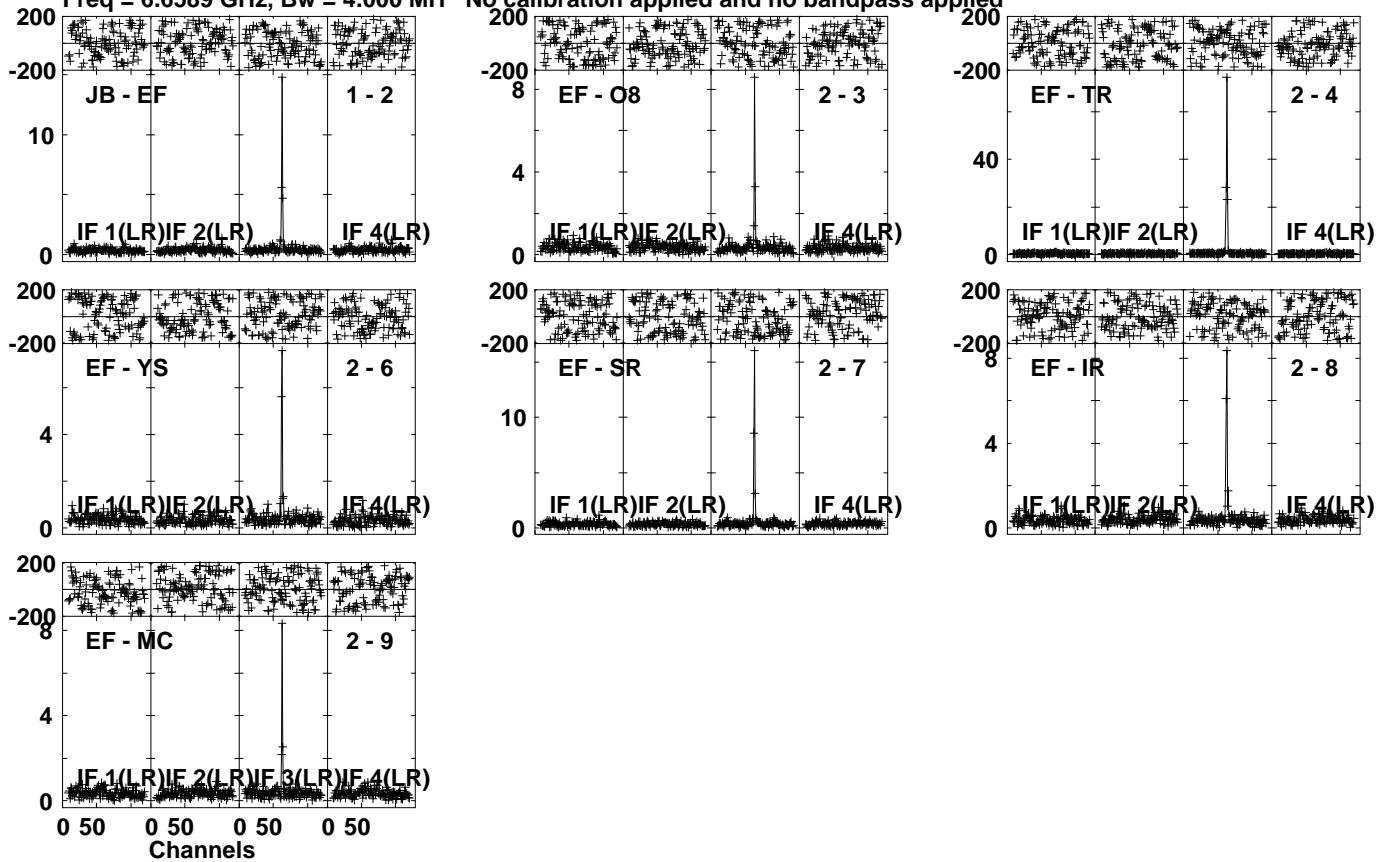 Freq = 6.6589 GHz, Bw = 4.000 MH No calibration applied and no bandpass applied
200
-200
JB - EF 1 - 2
10
IF 1(LR) IF 2(LR) IF 4(LR)
0
200
-200
8
EF - O8 2 - 3
4
IF 1(LR) IF 2(LR) IF 4(LR)
0
200
-200
EF - TR 2 - 4
40
IF 1(LR) IF 2(LR) IF 4(LR)
0
200
-200
EF - YS 2 - 6
4
IF 1(LR) IF 2(LR) IF 4(LR)
0
200
-200
EF - SR 2 - 7
10
IF 1(LR) IF 2(LR) IF 4(LR)
0
200
-200
8
EF - IR 2 - 8
4
IF 1(LR) IF 2(LR) IF 4(LR)
0
200
-200
8
EF - MC 2 - 9
4
IF 1(LR) IF 2(LR) IF 3(LR) IF 4(LR)
0
0 50 0 50 0 50 0 50
Channels